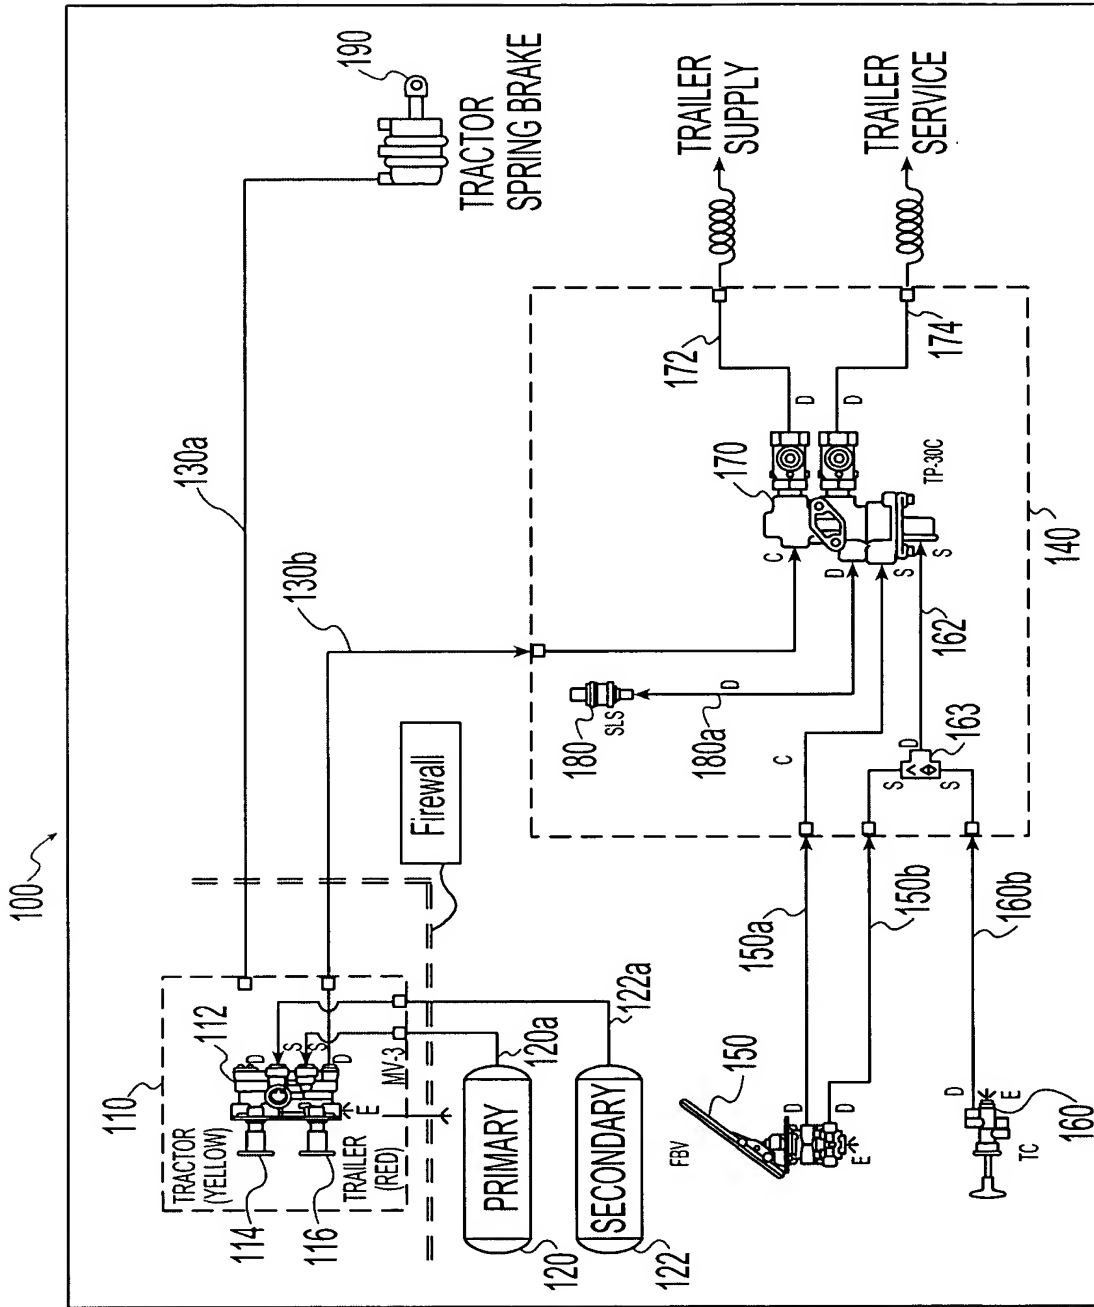 100
110
112
TRACTOR
(YELLOW)
114
116
TRAILER
(RED)
D
S
S
D
E
MV-3
Firewall
PRIMARY
120
120a
SECONDARY
122
122a
130a
130b
190
TRACTOR
SPRING BRAKE
FBV
150
D
D
E
150a
150b
TC
160
D
E
160b
140
C
S
S
D
163
162
180
SLS
180a
D
170
C
D
S
S
TP-30C
D
D
172
174
TRAILER
SUPPLY
TRAILER
SERVICE